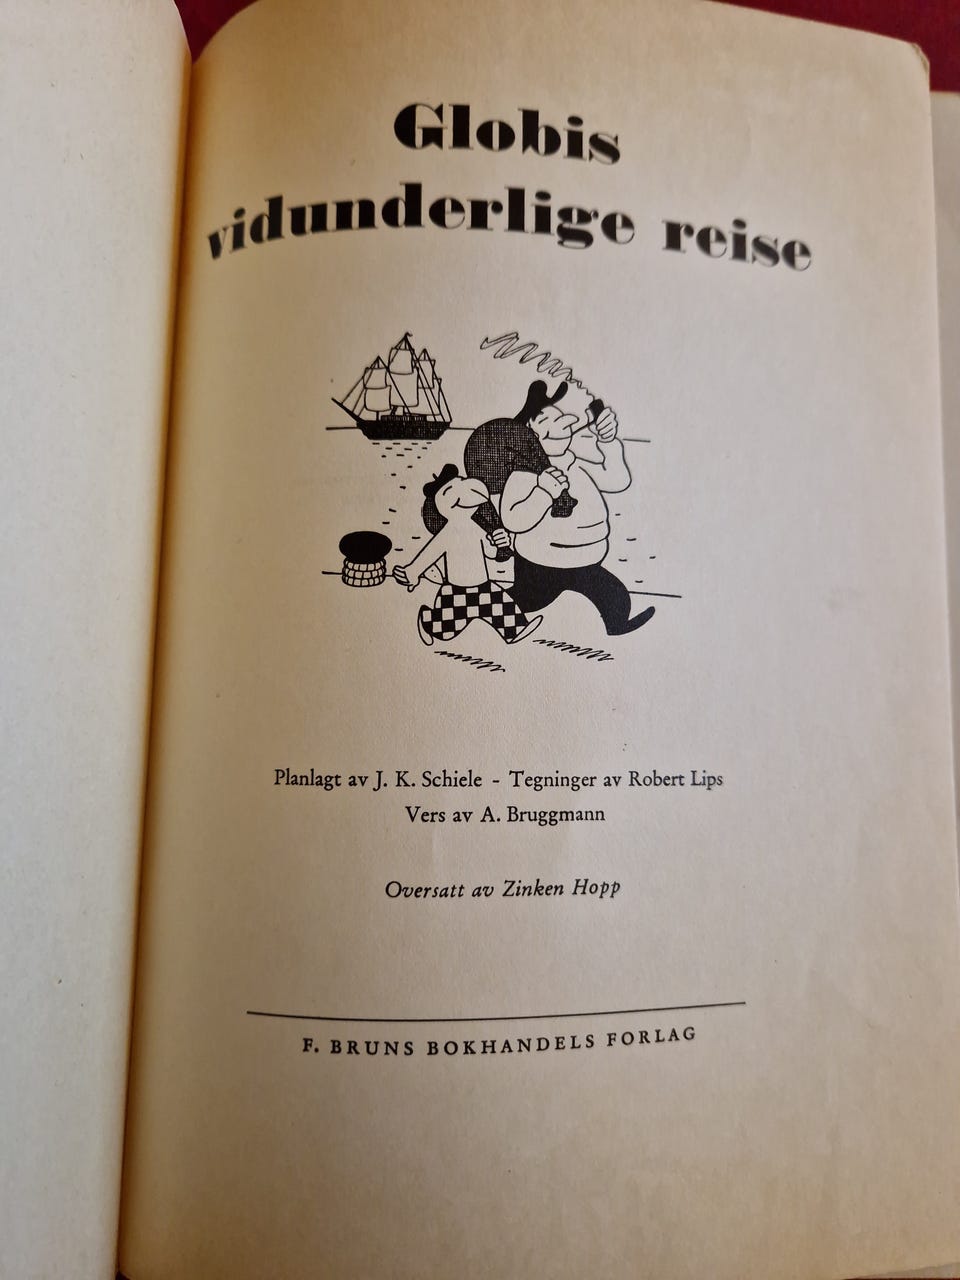 Globis
vidunderlige reise
Planlagt av J. K. Schiele - Tegninger av Robert Lips
Vers av A. Bruggmann
Oversatt av Zinken Hopp
F. BRUNS BOKHANDELS FORLAG